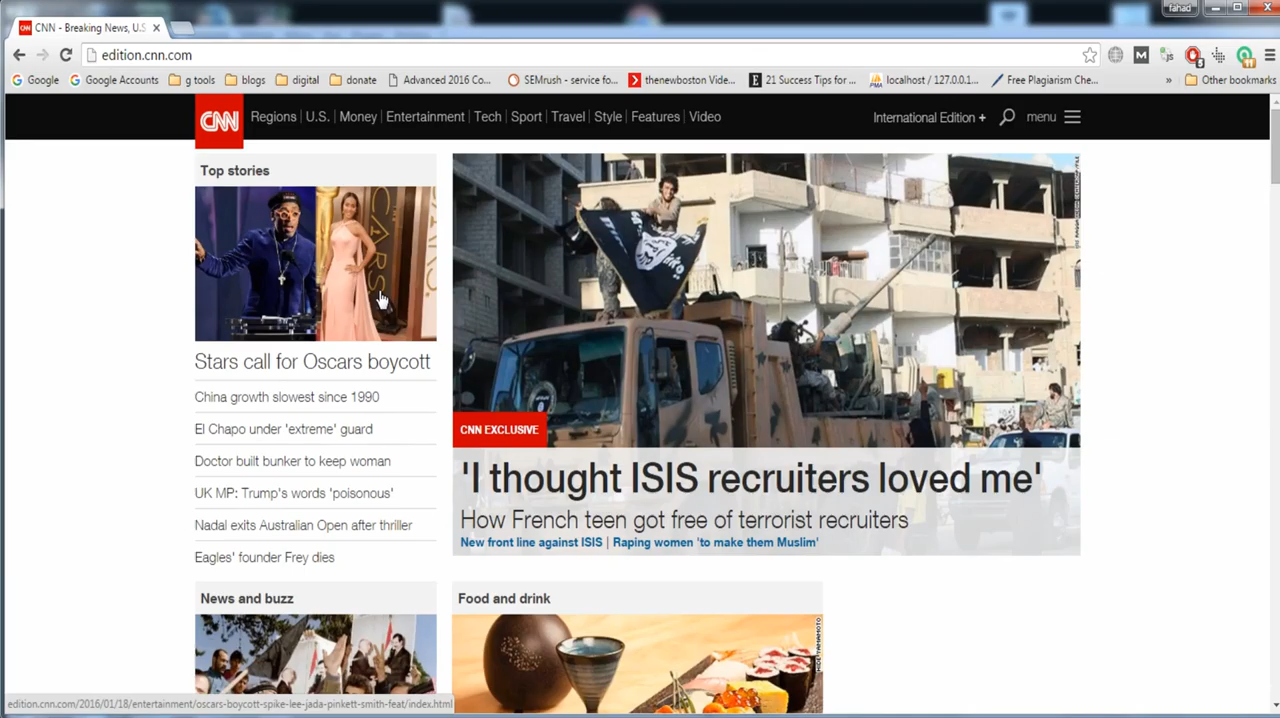 fahad
CNN - Breaking News, U.S
edition.cnn.com
Google
Google Accounts
g tools
blogs
digital
donate
Advanced 2016 Co...
SEMrush - service fo...
thenewboston Vide...
21 Success Tips for ...
localhost / 127.0.0.1...
Free Plagiarism Che...
»
Other bookmarks
CNN
Regions | U.S. | Money | Entertainment | Tech | Sport | Travel | Style | Features | Video
International Edition +
menu
Top stories
Stars call for Oscars boycott
China growth slowest since 1990
El Chapo under 'extreme' guard
Doctor built bunker to keep woman
UK MP: Trump's words 'poisonous'
Nadal exits Australian Open after thriller
Eagles' founder Frey dies
CNN EXCLUSIVE
'I thought ISIS recruiters loved me'
How French teen got free of terrorist recruiters
New front line against ISIS | Raping women 'to make them Muslim'
News and buzz
Food and drink
HIDE YAMAMOTO
edition.cnn.com/2016/01/18/entertainment/oscars-boycott-spike-lee-jada-pinkett-smith-feat/index.html